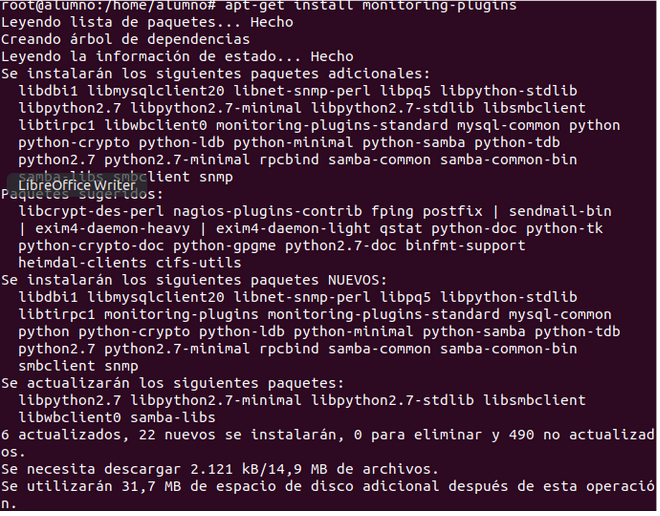 root@alumno:/home/alumno# apt-get install monitoring-plugins
Leyendo lista de paquetes... Hecho
Creando árbol de dependencias
Leyendo la información de estado... Hecho
Se instalarán los siguientes paquetes adicionales:
libdbi1 libmysqlclient20 libnet-snmp-perl libpq5 libpython-stdlib
libpython2.7 libpython2.7-minimal libpython2.7-stdlib libsmbclient
libtirpc1 libwbclient0 monitoring-plugins-standard mysql-common python
python-crypto python-ldb python-minimal python-samba python-tdb
python2.7 python2.7-minimal rpcbind samba-common samba-common-bin
samba-libs smbclient snmp
LibreOffice Writer
Paquetes sugeridos:
libcrypt-des-perl nagios-plugins-contrib fping postfix | sendmail-bin
| exim4-daemon-heavy | exim4-daemon-light qstat python-doc python-tk
python-crypto-doc python-gpgme python2.7-doc binfmt-support
heimdal-clients cifs-utils
Se instalarán los siguientes paquetes NUEVOS:
libdbi1 libmysqlclient20 libnet-snmp-perl libpq5 libpython-stdlib
libtirpc1 monitoring-plugins monitoring-plugins-standard mysql-common
python python-crypto python-ldb python-minimal python-samba python-tdb
python2.7 python2.7-minimal rpcbind samba-common samba-common-bin
smbclient snmp
Se actualizarán los siguientes paquetes:
libpython2.7 libpython2.7-minimal libpython2.7-stdlib libsmbclient
libwbclient0 samba-libs
6 actualizados, 22 nuevos se instalarán, 0 para eliminar y 490 no actualizad
os.
Se necesita descargar 2.121 kB/14,9 MB de archivos.
Se utilizarán 31,7 MB de espacio de disco adicional después de esta operació
n.